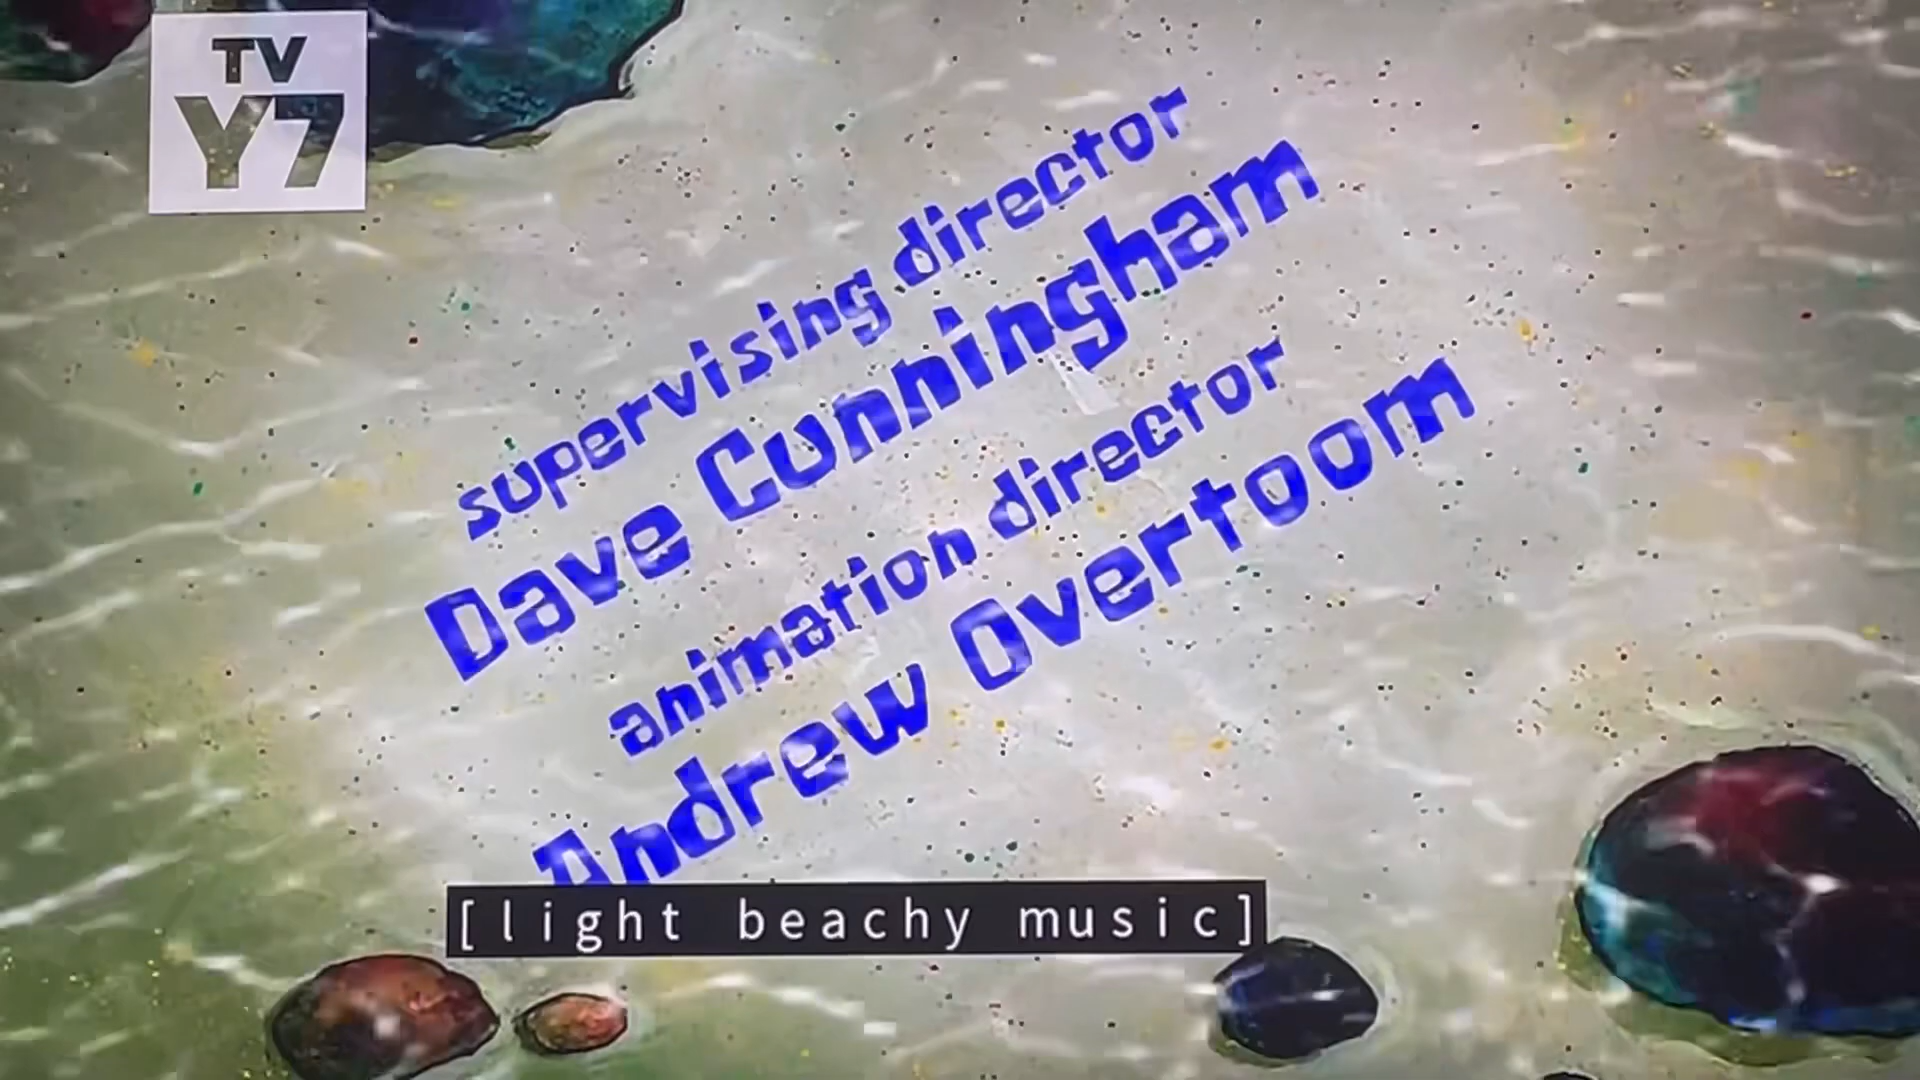 TV
Y7
supervising director
Dave Cunningham
animation director
Andrew Overtoom
[light beachy music]